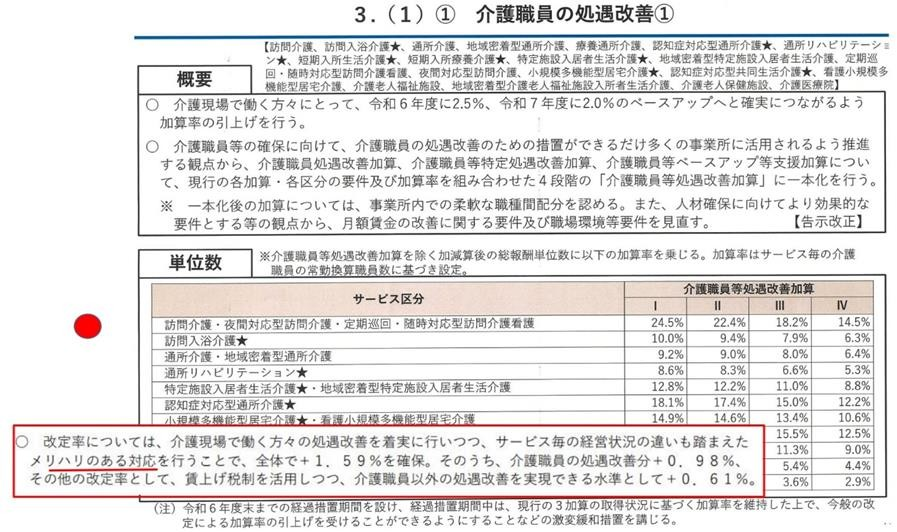 3.(1)① 介護職員の処遇改善①
【訪問介護、訪問入浴介護★、通所介護、地域密着型通所介護、療養通所介護、認知症対応型通所介護★、通所リハビリテーショ
ン★、短期入所生活介護★、短期入所療養介護★、特定施設入居者生活介護★、地域密着型特定施設入居者生活介護、定期巡
回・随時対応型訪問介護看護、夜間対応型訪問介護、小規模多機能型居宅介護★、認知症対応型共同生活介護★、看護小規模多
機能型居宅介護、介護老人福祉施設、地域密着型介護老人福祉施設入所者生活介護、介護老人保健施設、介護医療院】
概要
○ 介護現場で働く方々にとって、令和6年度に2.5%、令和7年度に2.0%のベースアップへと確実につながるよう
加算率の引上げを行う。
○ 介護職員等の確保に向けて、介護職員の処遇改善のための措置ができるだけ多くの事業所に活用されるよう推進
する観点から、介護職員処遇改善加算、介護職員等特定処遇改善加算、介護職員等ベースアップ等支援加算につい
て、現行の各加算・各区分の要件及び加算率を組み合わせた4段階の「介護職員等処遇改善加算」に一本化を行う。
※ 一本化後の加算については、事業所内での柔軟な職種間配分を認める。また、人材確保に向けてより効果的な
要件とする等の観点から、月額賃金の改善に関する要件及び職場環境等要件を見直す。 【告示改正】
単位数
※介護職員等処遇改善加算を除く加減算後の総報酬単位数に以下の加算率を乗じる。加算率はサービス毎の介護
職員の常勤換算職員数に基づき設定。
サービス区分 介護職員等処遇改善加算
Ⅰ Ⅱ Ⅲ Ⅳ
訪問介護・夜間対応型訪問介護・定期巡回・随時対応型訪問介護看護 24.5% 22.4% 18.2% 14.5%
訪問入浴介護★ 10.0% 9.4% 7.9% 6.3%
通所介護・地域密着型通所介護 9.2% 9.0% 8.0% 6.4%
通所リハビリテーション★ 8.6% 8.3% 6.6% 5.3%
特定施設入居者生活介護★・地域密着型特定施設入居者生活介護 12.8% 12.2% 11.0% 8.8%
認知症対応型通所介護★ 18.1% 17.4% 15.0% 12.2%
小規模多機能型居宅介護★・看護小規模多機能型居宅介護 14.9% 14.6% 13.4% 10.6%
15.5% 12.5%
11.3% 9.0%
5.4% 4.4%
3.6% 2.9%
○ 改定率については、介護現場で働く方々の処遇改善を着実に行いつつ、サービス毎の経営状況の違いも踏まえた
メリハリのある対応を行うことで、全体で+1.59%を確保。そのうち、介護職員の処遇改善分+0.98%、
その他の改定率として、賃上げ税制を活用しつつ、介護職員以外の処遇改善を実現できる水準として+0.61%。
(注)令和6年度末までの経過措置期間を設け、経過措置期間中は、現行の3加算の取得状況に基づく加算率を維持した上で、今般の改
定による加算率の引上げを受けることができるようにすることなどの激変緩和措置を講じる。